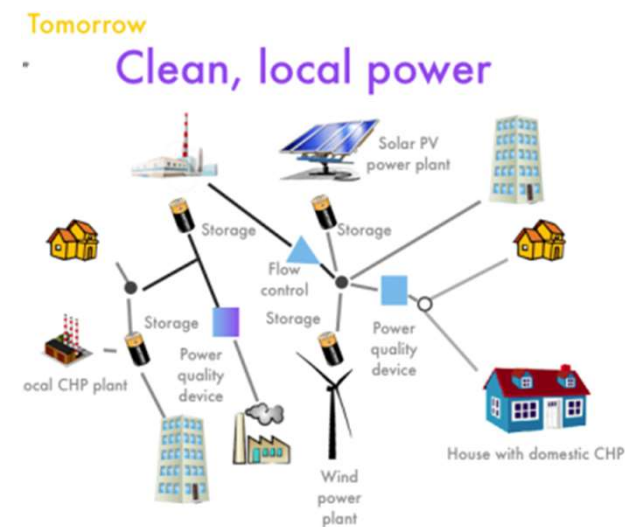 Tomorrow
Clean, local power
Solar PV
power plant
Storage
Storage
Flow
control
Storage
Storage
Power
quality
device
Power
quality
device
ocal CHP plant
House with domestic CHP
Wind
power
plant